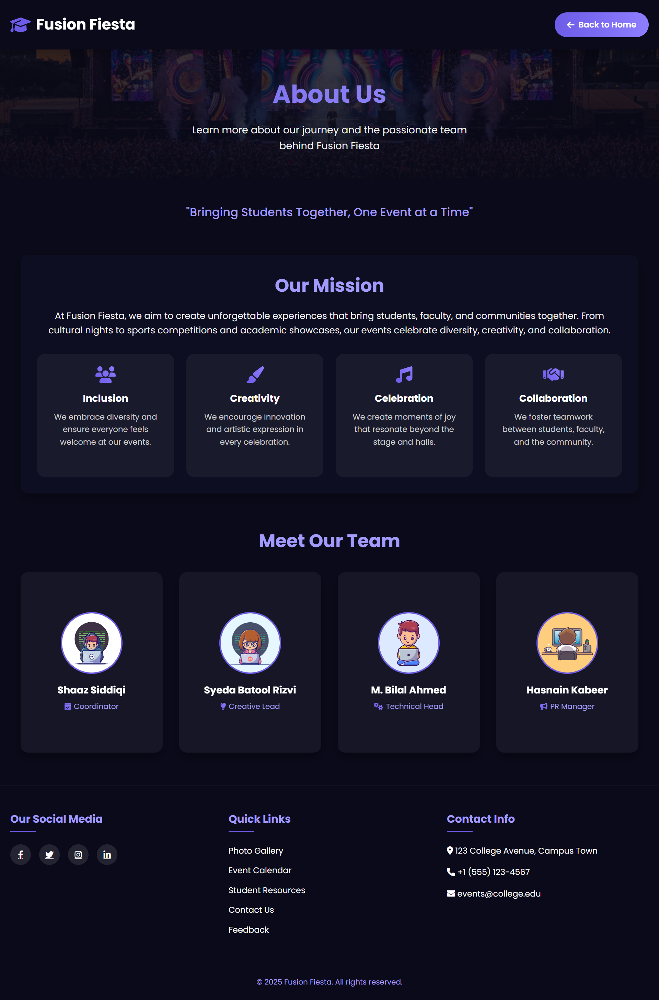 Fusion Fiesta
Back to Home
About Us
Learn more about our journey and the passionate team
behind Fusion Fiesta
"Bringing Students Together, One Event at a Time"
Our Mission
At Fusion Fiesta, we aim to create unforgettable experiences that bring students, faculty, and communities together. From
cultural nights to sports competitions and academic showcases, our events celebrate diversity, creativity, and collaboration.
Inclusion
We embrace diversity and
ensure everyone feels
welcome at our events.
Creativity
We encourage innovation
and artistic expression in
every celebration.
Celebration
We create moments of joy
that resonate beyond the
stage and halls.
Collaboration
We foster teamwork
between students, faculty,
and the community.
Meet Our Team
Shaaz Siddiqi
Coordinator
Syeda Batool Rizvi
Creative Lead
M. Bilal Ahmed
Technical Head
Hasnain Kabeer
PR Manager
Our Social Media
Quick Links
Photo Gallery
Event Calendar
Student Resources
Contact Us
Feedback
Contact Info
123 College Avenue, Campus Town
+1 (555) 123-4567
events@college.edu
© 2025 Fusion Fiesta. All rights reserved.